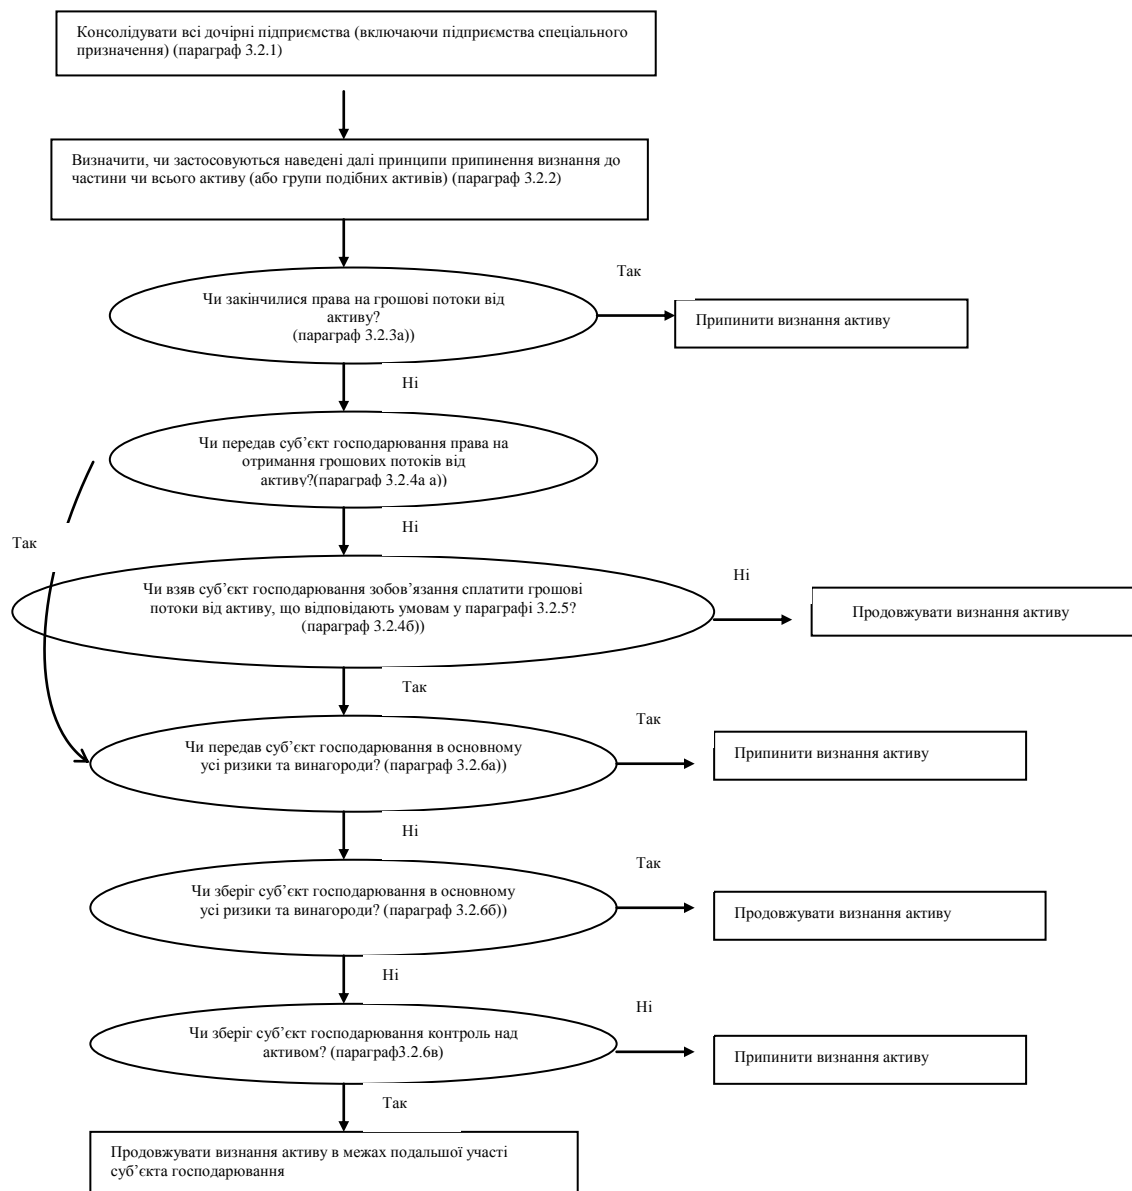 Консолідувати всі дочірні підприємства (включаючи підприємства спеціального
призначення) (параграф 3.2.1)
Визначити, чи застосовуються наведені далі принципи припинення визнання до
частини чи всього активу (або групи подібних активів) (параграф 3.2.2)
Так
Чи закінчилися права на грошові потоки від
активу?
(параграф 3.2.3а))
Припинити визнання активу
Ні
Чи передав суб’єкт господарювання права на
отримання грошових потоків від
активу?(параграф 3.2.4а а))
Ні
Так
Чи взяв суб’єкт господарювання зобов’язання сплатити грошові
потоки від активу, що відповідають умовам у параграфі 3.2.5?
(параграф 3.2.4б))
Ні
Продовжувати визнання активу
Так
Чи передав суб’єкт господарювання в основному
усі ризики та винагороди? (параграф 3.2.6а))
Так
Припинити визнання активу
Ні
Чи зберіг суб’єкт господарювання в основному
усі ризики та винагороди? (параграф 3.2.6б))
Так
Продовжувати визнання активу
Ні
Чи зберіг суб’єкт господарювання контроль над
активом? (параграф3.2.6в)
Ні
Припинити визнання активу
Так
Продовжувати визнання активу в межах подальшої участі
суб’єкта господарювання